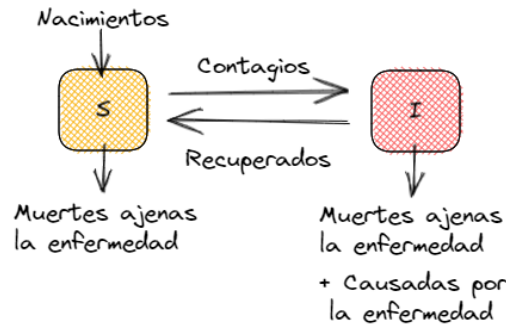 Nacimientos
Contagios
S
I
Recuperados
Muertes ajenas
la enfermedad
Muertes ajenas
la enfermedad
+ Causadas por
la enfermedad